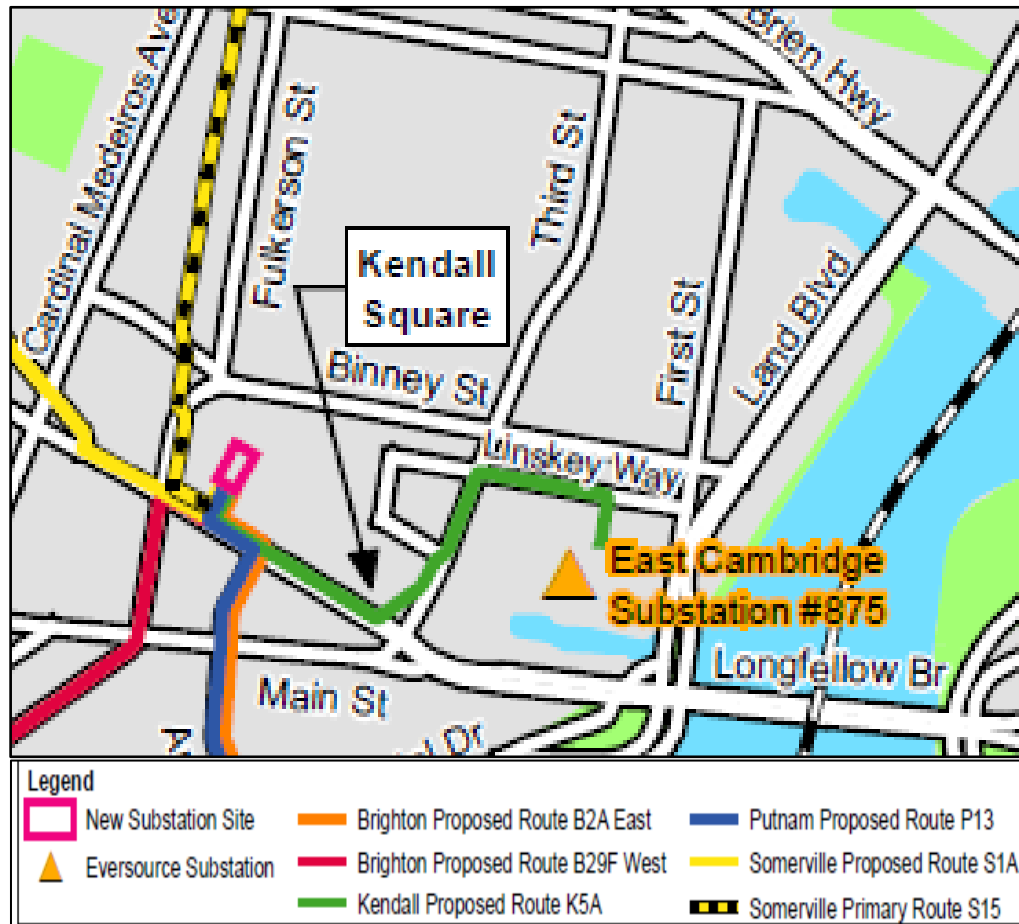 Brien Hwy
Cardinal Medeiros Ave
Fulkerson St
Third St
Kendall
Square
First St
Land Blvd
Binney St
Linskey Way
East Cambridge
Substation #875
Longfellow Br
Main St
A
ial Dr
Legend
New Substation Site
Brighton Proposed Route B2A East
Putnam Proposed Route P13
Eversource Substation
Brighton Proposed Route B29F West
Somerville Proposed Route S1A
Kendall Proposed Route K5A
Somerville Primary Route S15